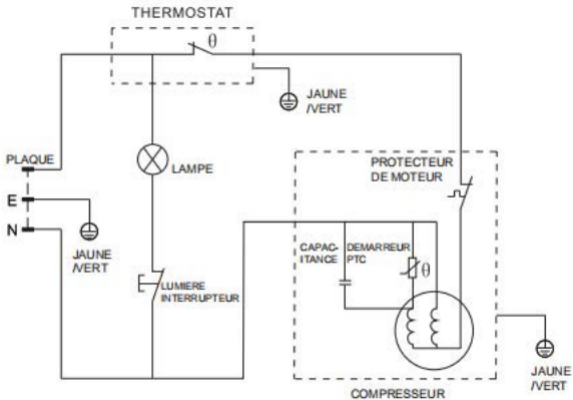 THERMOSTAT
θ
JAUNE
/VERT
PLAQUE
E
N
JAUNE
/VERT
LAMPE
LUMIERE
INTERRUPTEUR
PROTECTEUR
DE MOTEUR
CAPAC-
ITANCE
DEMARREUR
PTC
θ
JAUNE
/VERT
COMPRESSEUR